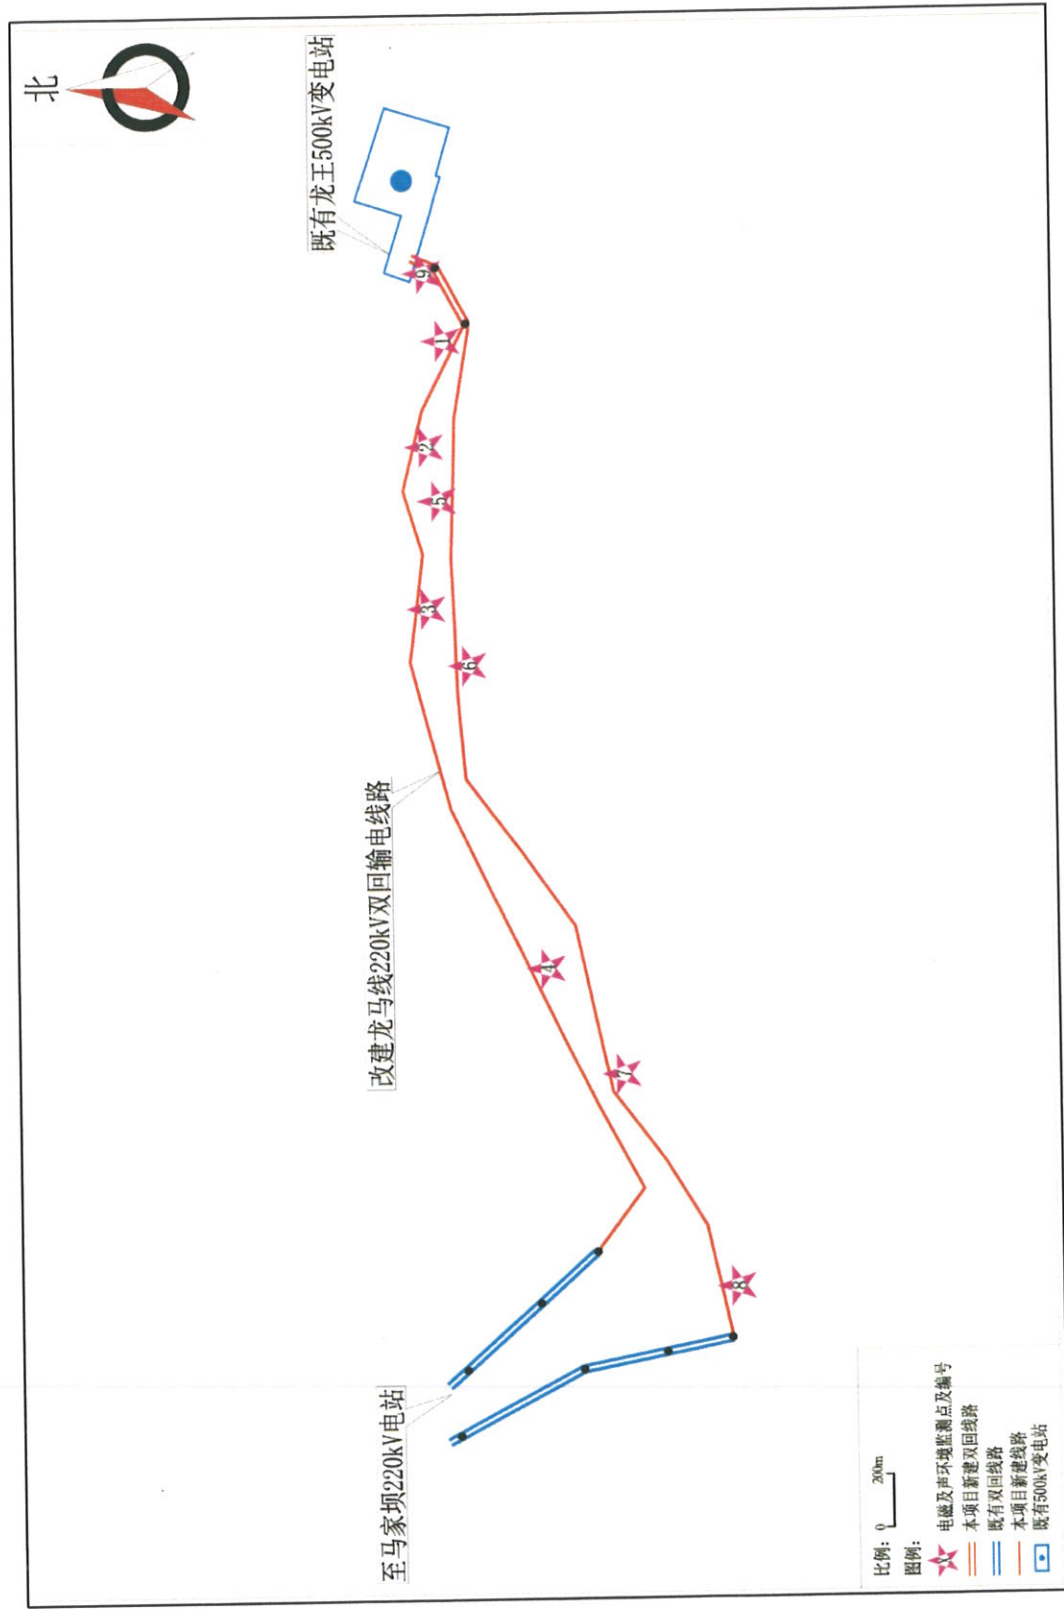 北
既有龙王500kV变电站
9
1
2
5
3
6
改建龙马线220kV双回输电线路
4
7
8
至马家坝220kV电站
比例: 0 200m
图例:
X 电磁及声环境监测点及编号
本项目新建双回线路
既有双回线路
本项目新建线路
既有500kV变电站